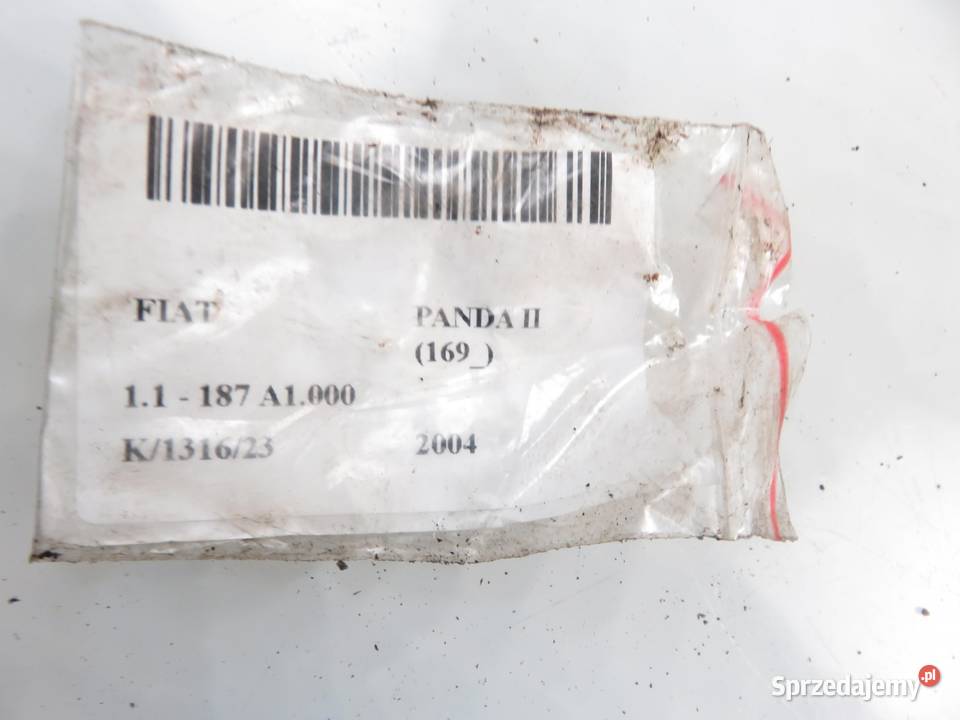 FIAT PANDA II
(169_)
1.1 - 187 A1.000
K/1316/23 2004
Sprzedajemy.pl